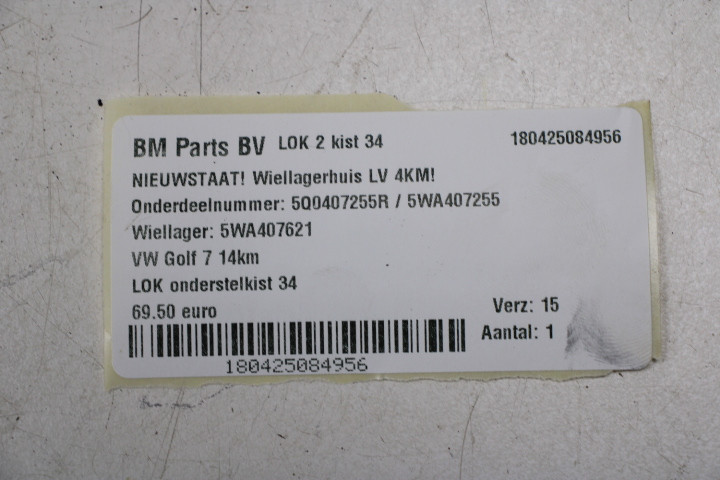 BM Parts BV LOK 2 kist 34 180425084956
NIEUWSTAAT! Wiellagerhuis LV 4KM!
Onderdeelnummer: 5Q0407255R / 5WA407255
Wiellager: 5WA407621
VW Golf 7 14km
LOK onderstelkist 34
69.50 euro Verz: 15
Aantal: 1
180425084956